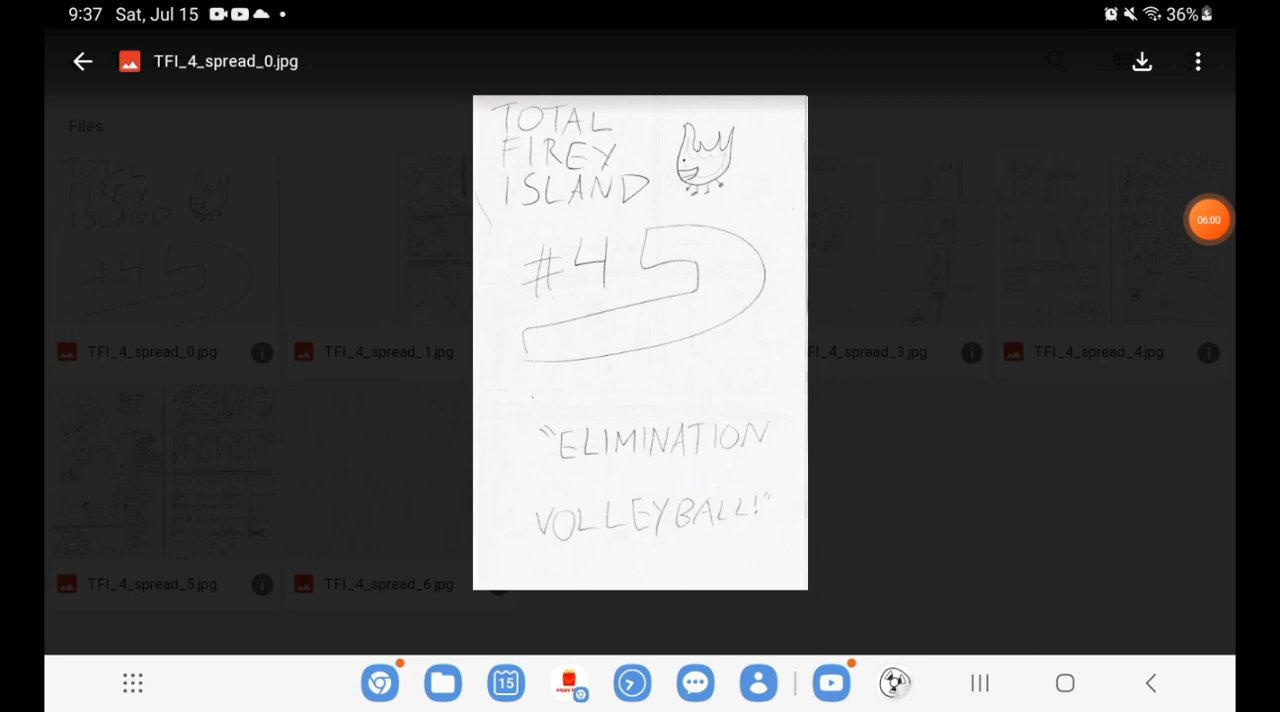 9:37 Sat, Jul 15
36%
TFI_4_spread_0.jpg
Files
TOTAL
FIREY
ISLAND
#45
"ELIMINATION
VOLLEYBALL!"
06:00
TFI_4_spread_0.jpg
TFI_4_spread_1.jpg
FI_4_spread_3.jpg
TFI_4_spread_4.jpg
TFI_4_spread_5.jpg
TFI_4_spread_6.jpg
15